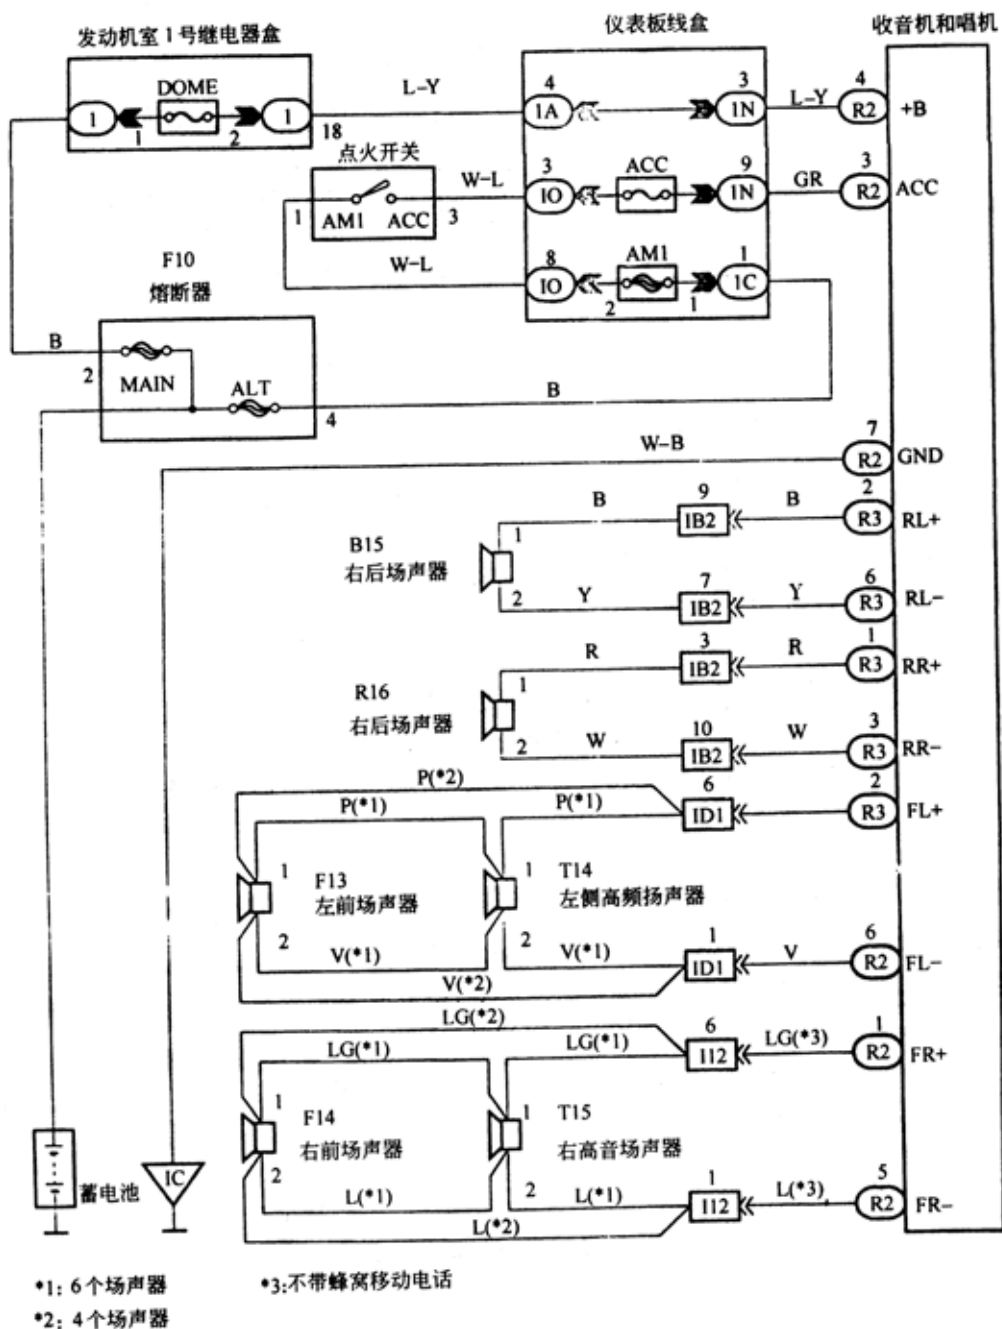 发动机室1号继电器盒
仪表板线盒
收音机和唱机
DOME
1
1
1
2
18
L-Y
4
1A
3
1N
L-Y
4
R2
+B
点火开关
1
AM1
ACC
3
W-L
3
IO
ACC
9
1N
GR
3
R2
ACC
W-L
8
IO
AM1
2
1
1
1C
F10
熔断器
B
2
MAIN
ALT
4
B
W-B
7
R2
GND
B15
右后场声器
1
2
B
9
IB2
B
2
R3
RL+
Y
7
IB2
Y
6
R3
RL-
R16
右后场声器
1
2
R
3
IB2
R
1
R3
RR+
W
10
IB2
W
3
R3
RR-
P(*2)
P(*1)
P(*1)
6
ID1
2
R3
FL+
1
F13
左前场声器
2
1
T14
左侧高频扬声器
2
V(*1)
V(*2)
V(*1)
1
ID1
V
6
R2
FL-
LG(*2)
LG(*1)
LG(*1)
6
I12
LG(*3)
1
R2
FR+
1
F14
右前场声器
2
1
T15
右高音场声器
2
L(*1)
L(*2)
L(*1)
1
I12
L(*3)
5
R2
FR-
蓄电池
IC
*1: 6个场声器
*3:不带蜂窝移动电话
*2: 4个场声器